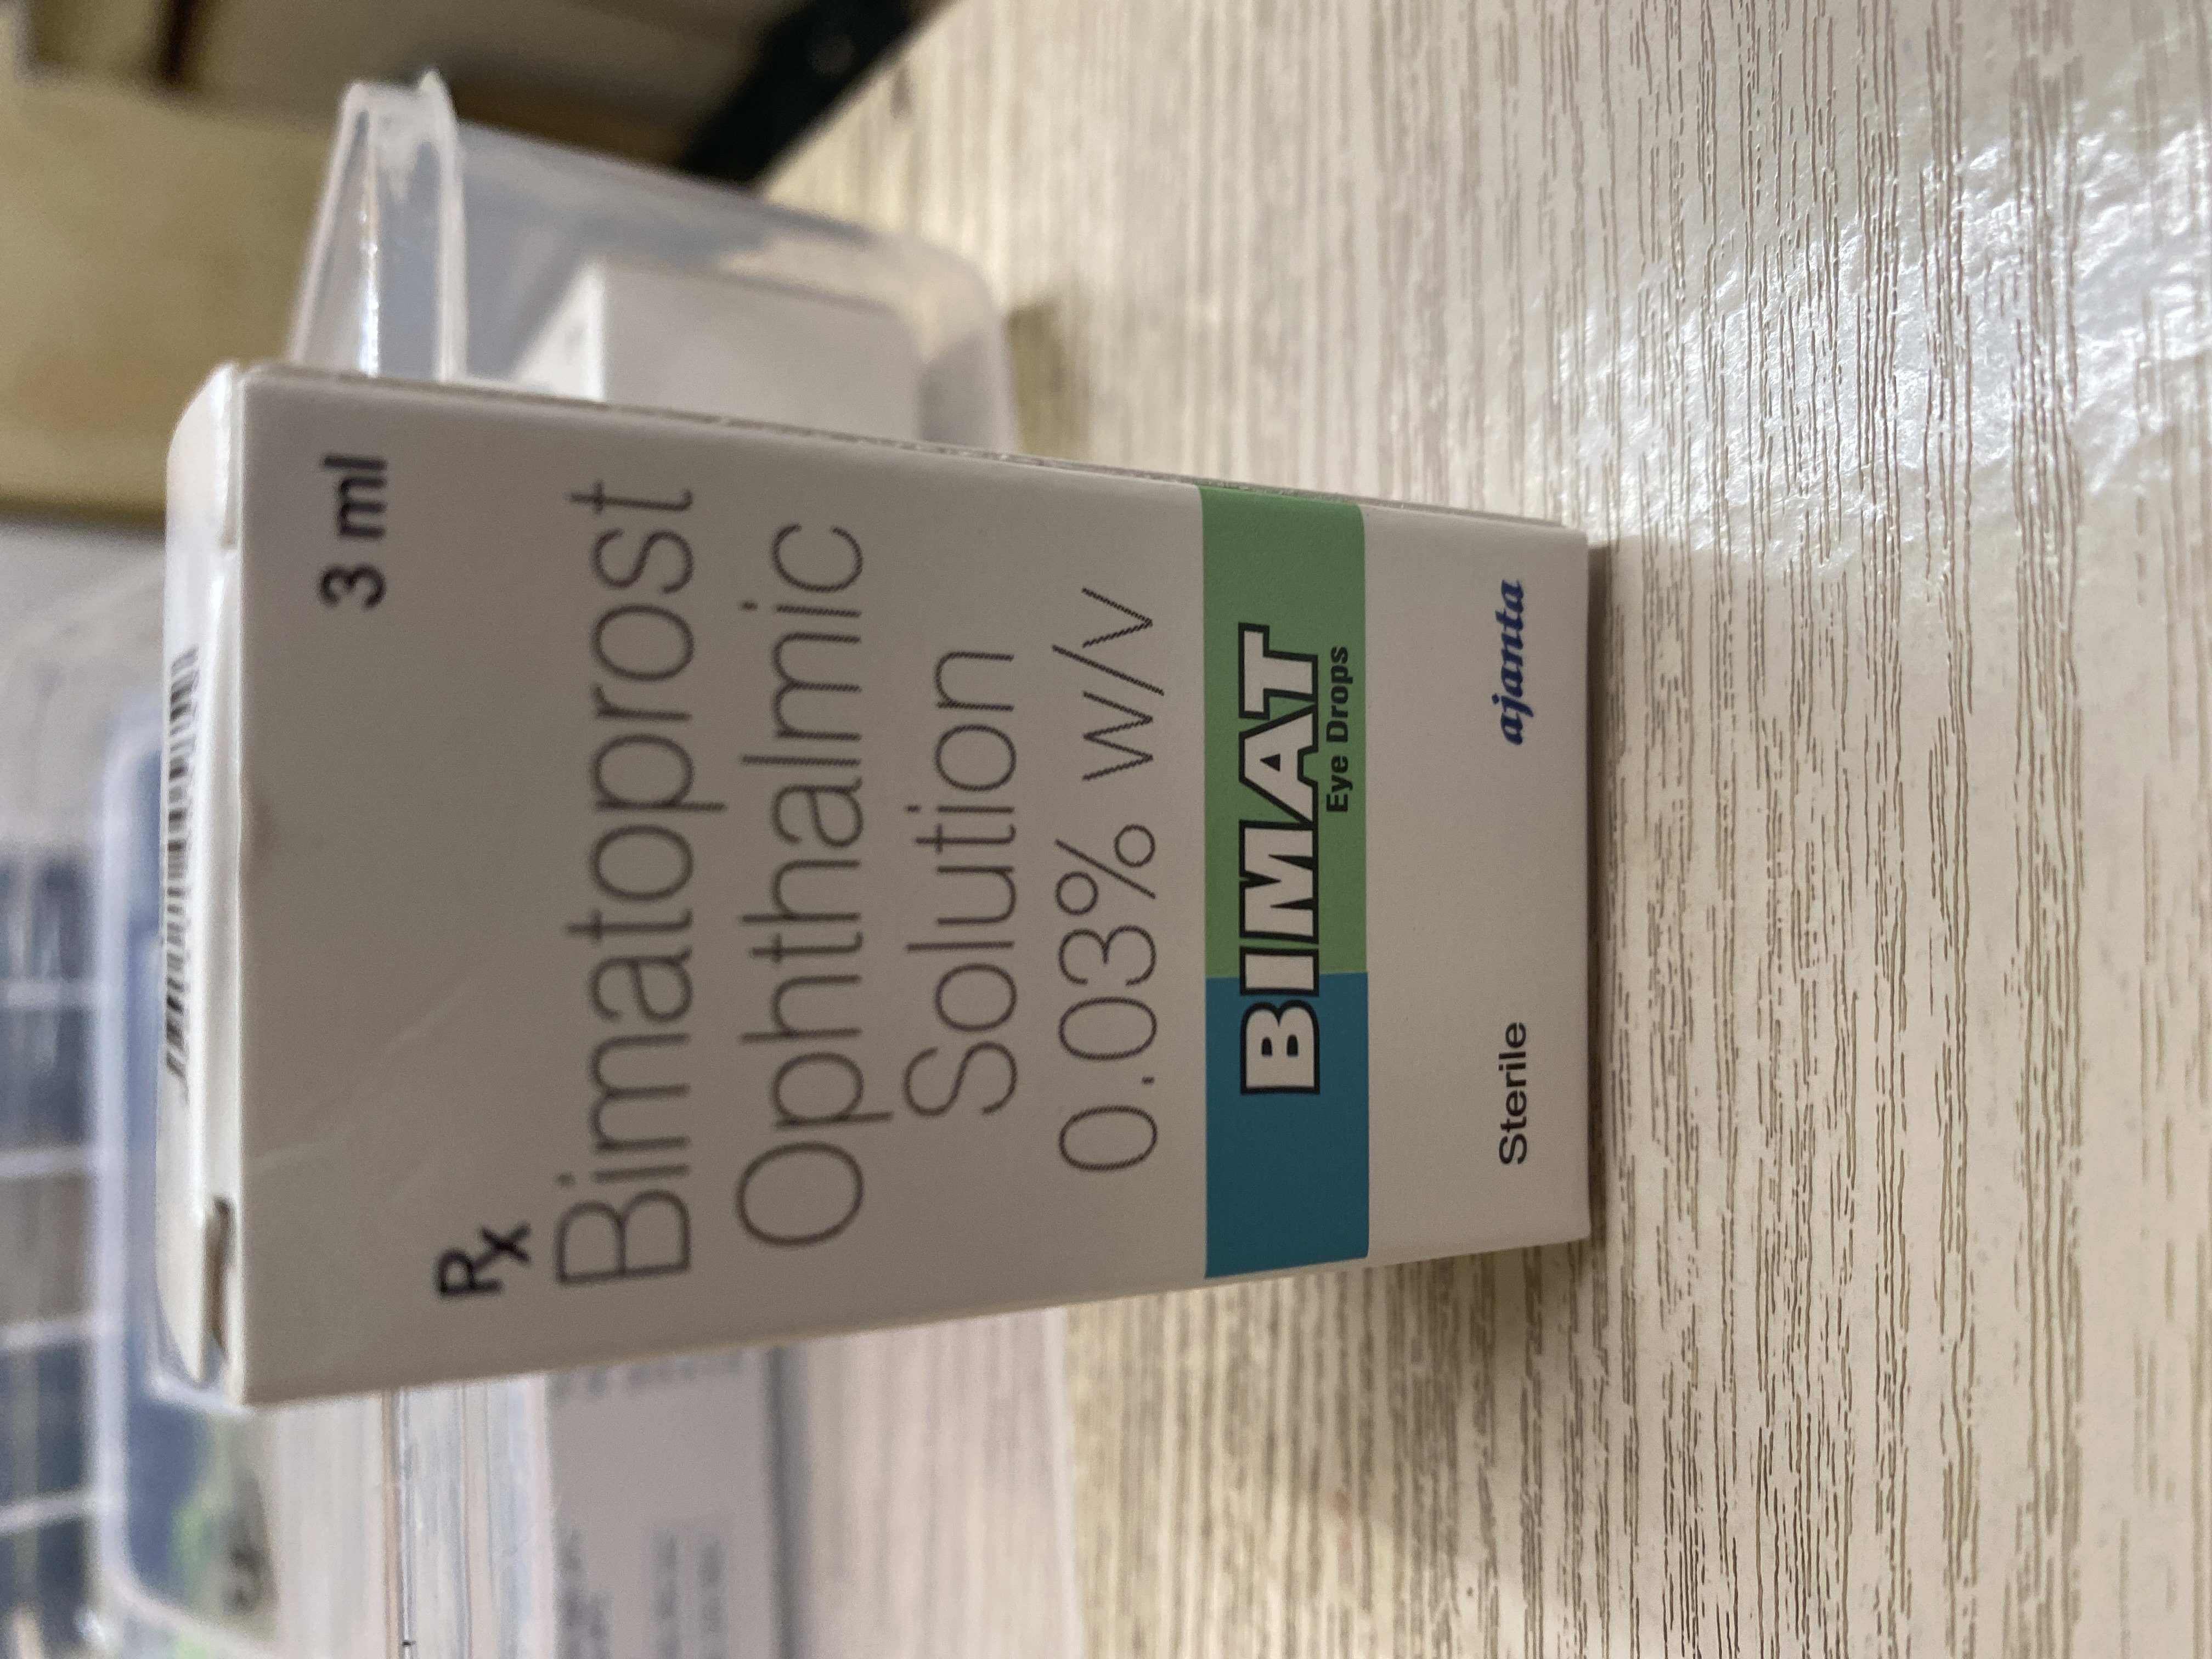 3 ml
Rx
Bimatoprost
Ophthalmic
Solution
0.03% w/v
BIMAT
Eye Drops
Sterile ajanta